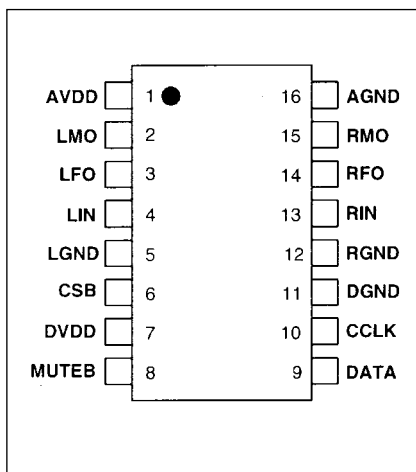 AVDD 1 16 AGND
LMO 2 15 RMO
LFO 3 14 RFO
LIN 4 13 RIN
LGND 5 12 RGND
CSB 6 11 DGND
DVDD 7 10 CCLK
MUTEB 8 9 DATA